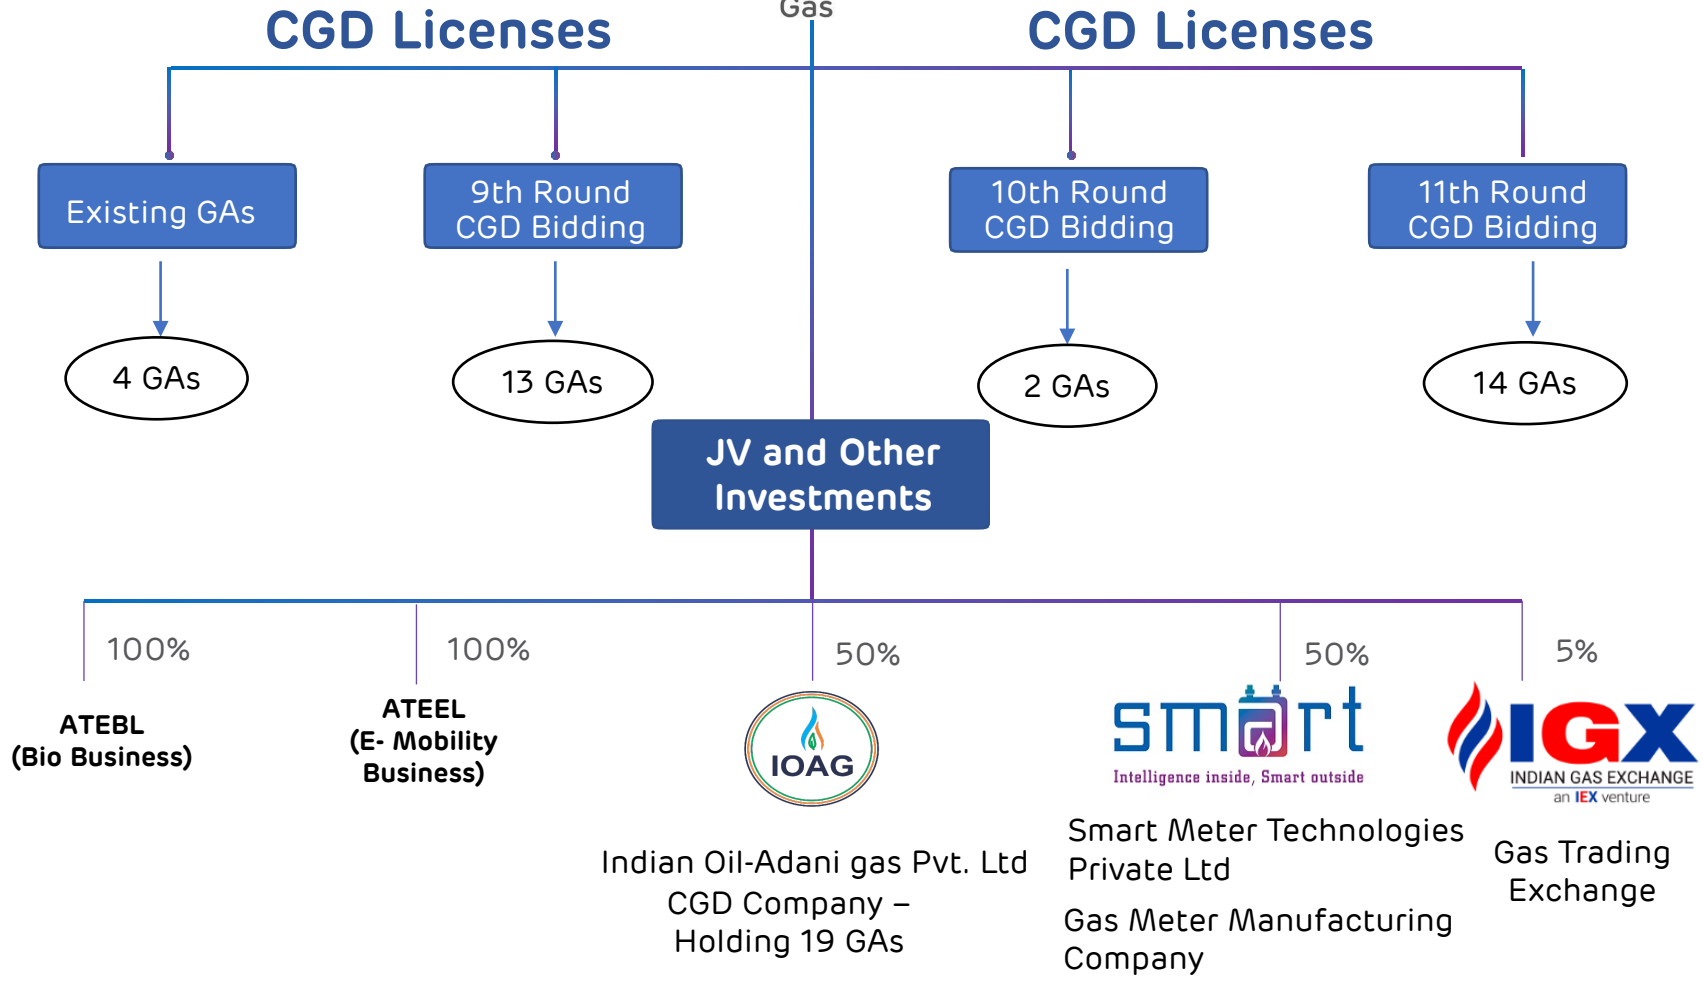 Gas
CGD Licenses
CGD Licenses
Existing GAs
9th Round
CGD Bidding
10th Round
CGD Bidding
11th Round
CGD Bidding
4 GAs
13 GAs
2 GAs
14 GAs
JV and Other
Investments
100%
100%
50%
50%
5%
ATEBL
(Bio Business)
ATEEL
(E- Mobility
Business)
IOAG
Indian Oil-Adani gas Pvt. Ltd
CGD Company –
Holding 19 GAs
smart
Intelligence inside, Smart outside
Smart Meter Technologies
Private Ltd
Gas Meter Manufacturing
Company
IGX
INDIAN GAS EXCHANGE
an IEX venture
Gas Trading
Exchange